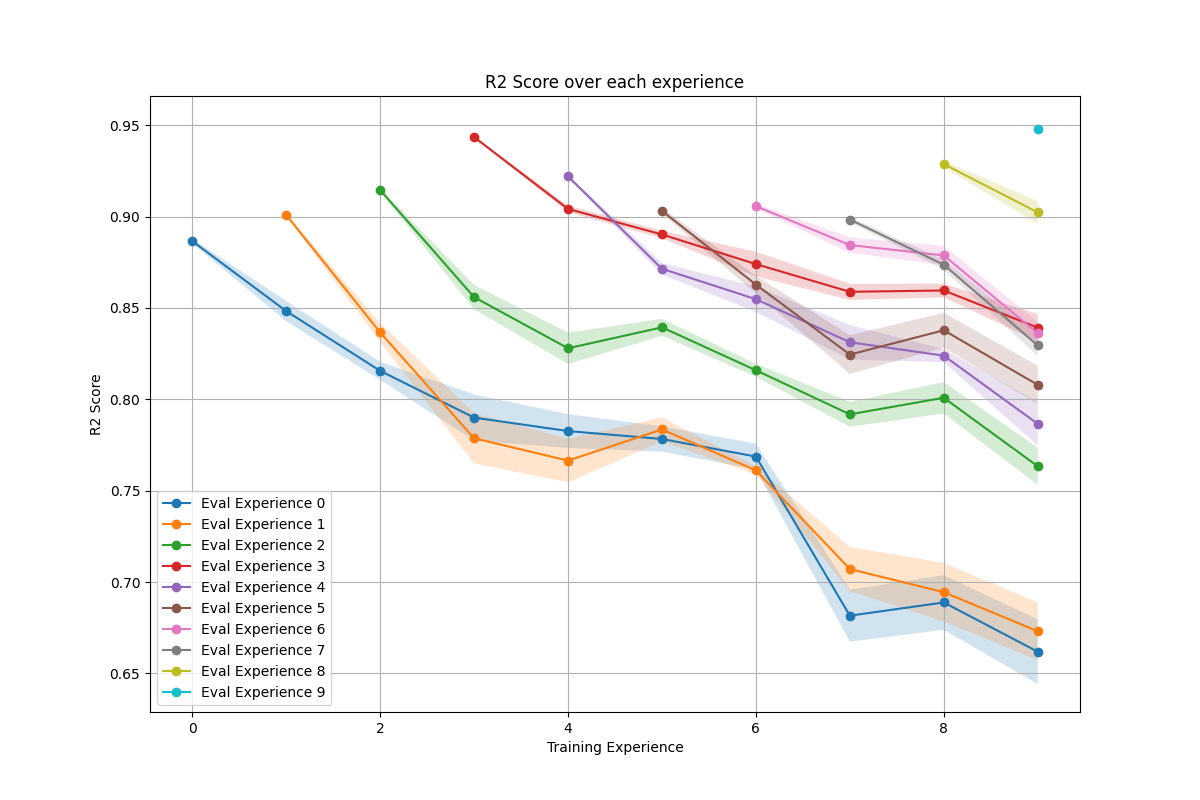 R2 Score over each experience
0.95
0.90
0.85
0.80
0.75
0.70
0.65
R2 Score
Eval Experience 0
Eval Experience 1
Eval Experience 2
Eval Experience 3
Eval Experience 4
Eval Experience 5
Eval Experience 6
Eval Experience 7
Eval Experience 8
Eval Experience 9
0 2 4 6 8
Training Experience